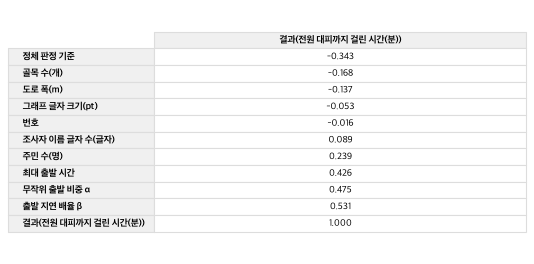 결과(전원 대피까지 걸린 시간(분))
정체 판정 기준 -0.343
골목 수(개) -0.168
도로 폭(m) -0.137
그래프 글자 크기(pt) -0.053
번호 -0.016
조사자 이름 글자 수(글자) 0.089
주민 수(명) 0.239
최대 출발 시간 0.426
무작위 출발 비중 α 0.475
출발 지연 배율 β 0.531
결과(전원 대피까지 걸린 시간(분)) 1.000